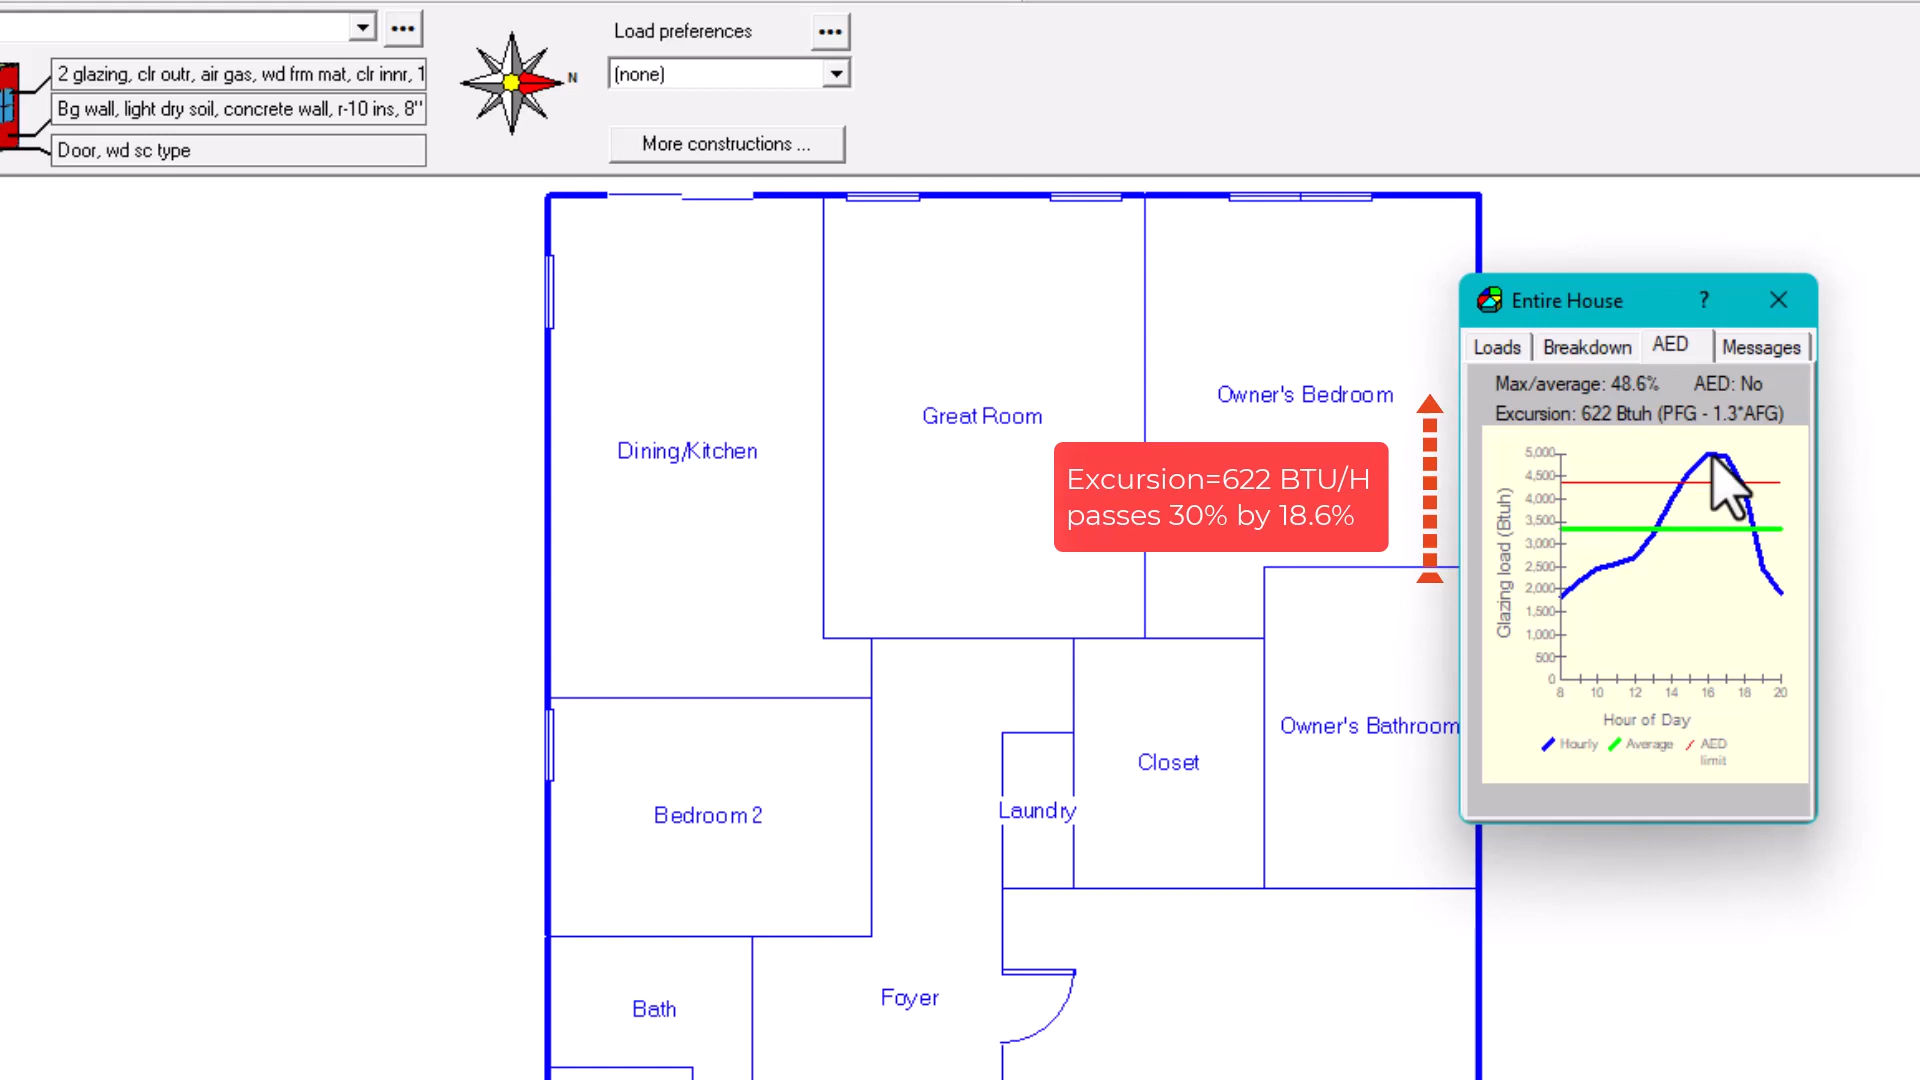 Load preferences
(none)
More constructions ...
2 glazing, clr outr, air gas, wd frm mat, clr innr, 1
Bg wall, light dry soil, concrete wall, r-10 ins, 8"
Door, wd sc type
N
Dining/Kitchen
Great Room
Owner's Bedroom
Excursion=622 BTU/H
passes 30% by 18.6%
Bedroom 2
Laundry
Closet
Owner's Bathroom
Bath
Foyer
Entire House ?
Loads Breakdown AED Messages
Max/average: 48.6% AED: No
Excursion: 622 Btuh (PFG - 1.3*AFG)
Glazing load (Btuh)
5,000
4,500
4,000
3,500
3,000
2,500
2,000
1,500
1,000
500
0
8 10 12 14 16 18 20
Hour of Day
Hourly Average AED
limit